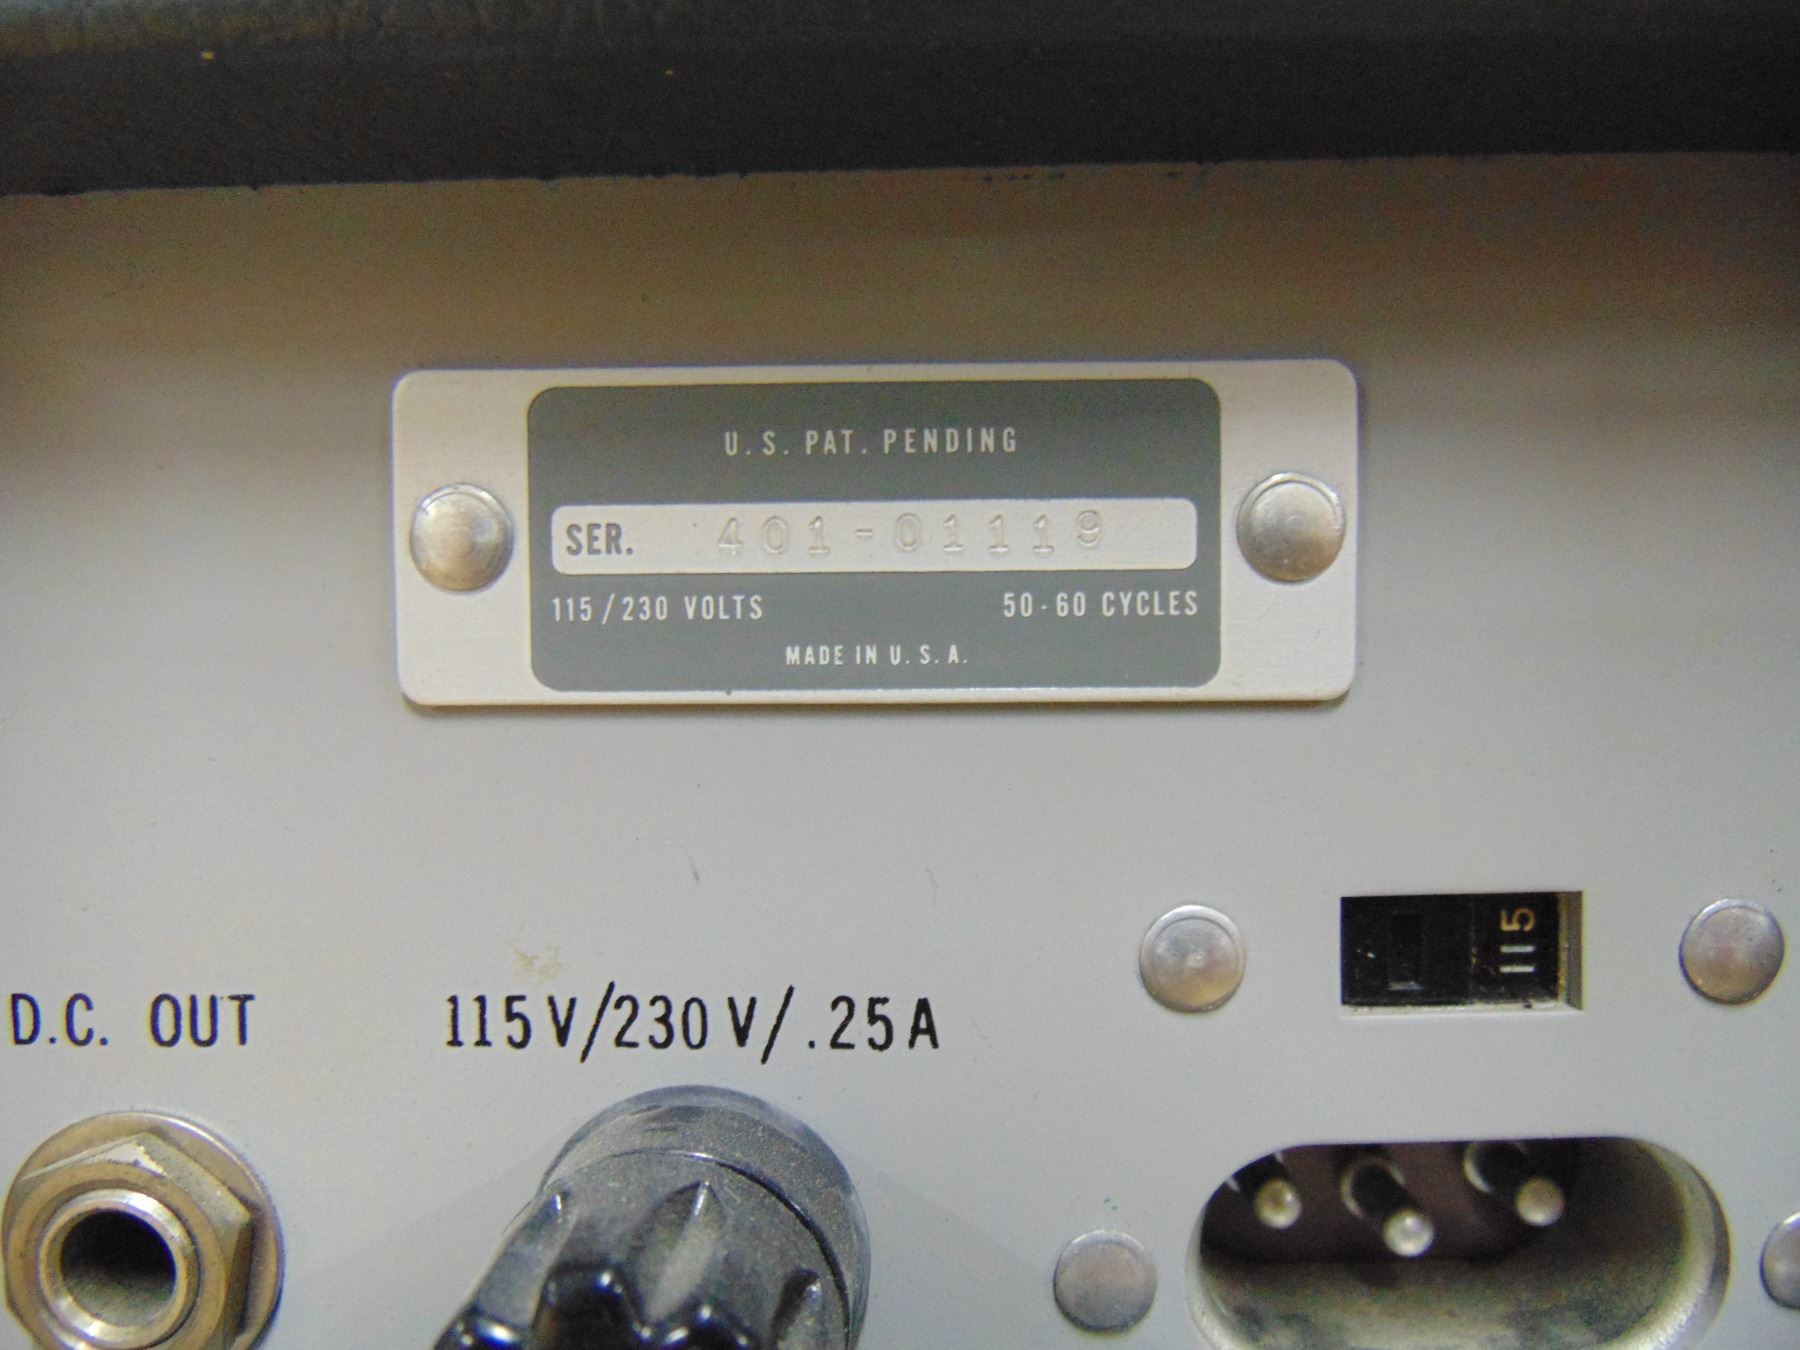 U. S. PAT. PENDING
SER. 401-01119
115/230 VOLTS 50-60 CYCLES
MADE IN U. S. A.
115
D.C. OUT 115V/230V/.25A